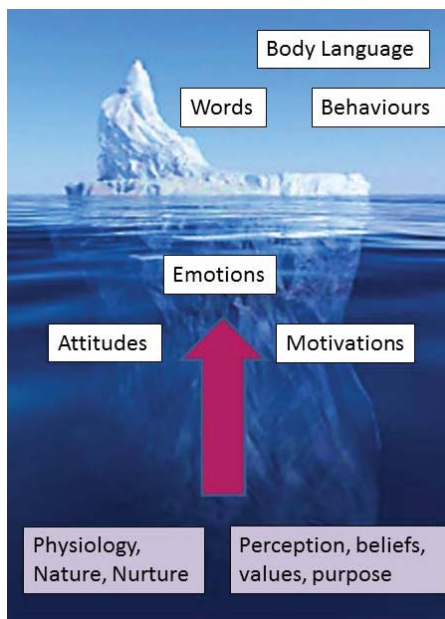 Body Language
Words
Behaviours
Emotions
Attitudes
Motivations
Physiology,
Nature, Nurture
Perception, beliefs,
values, purpose